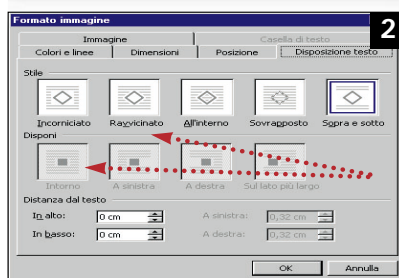 Formato immagine
2
Immagine Casella di testo
Colori e linee Dimensioni Posizione Disposizione testo
Stile
Incorniciato Ravvicinato All'interno Sovrapposto Sopra e sotto
Disponi
Intorno A sinistra A destra Sul lato più largo
Distanza dal testo
In alto: 0 cm A sinistra: 0,32 cm
In basso: 0 cm A destra: 0,32 cm
OK Annulla